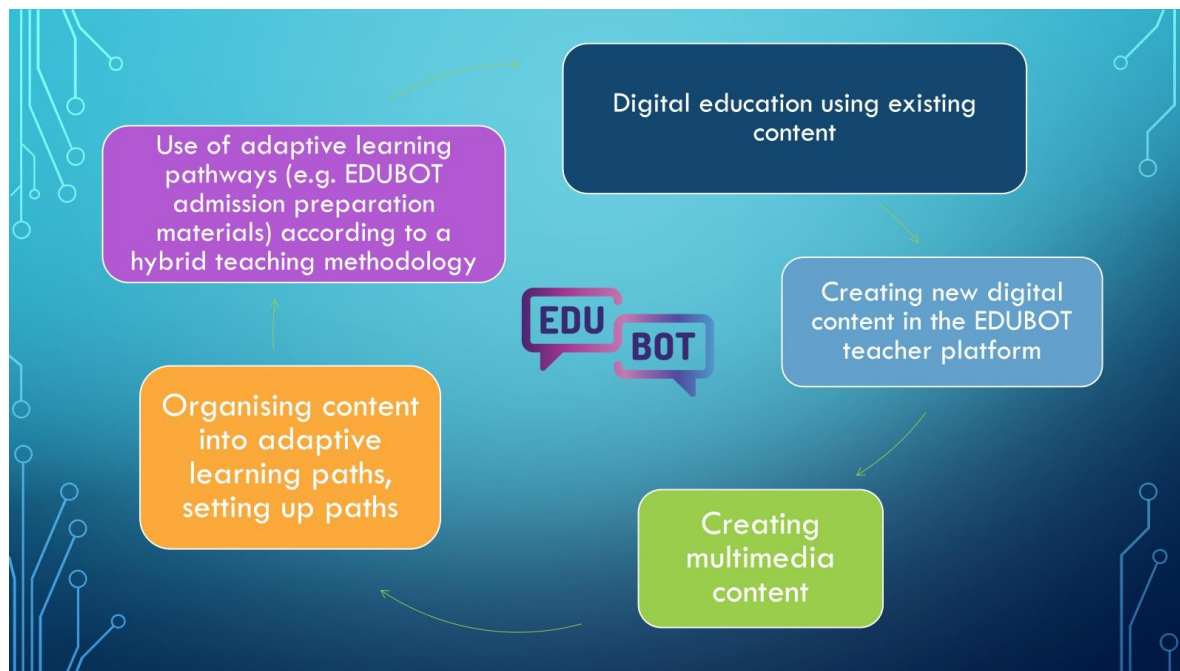 Digital education using existing
content
Use of adaptive learning
pathways (e.g. EDUBOT
admission preparation
materials) according to a
hybrid teaching methodology
Creating new digital
content in the EDUBOT
teacher platform
EDU
BOT
Organising content
into adaptive
learning paths,
setting up paths
Creating
multimedia
content